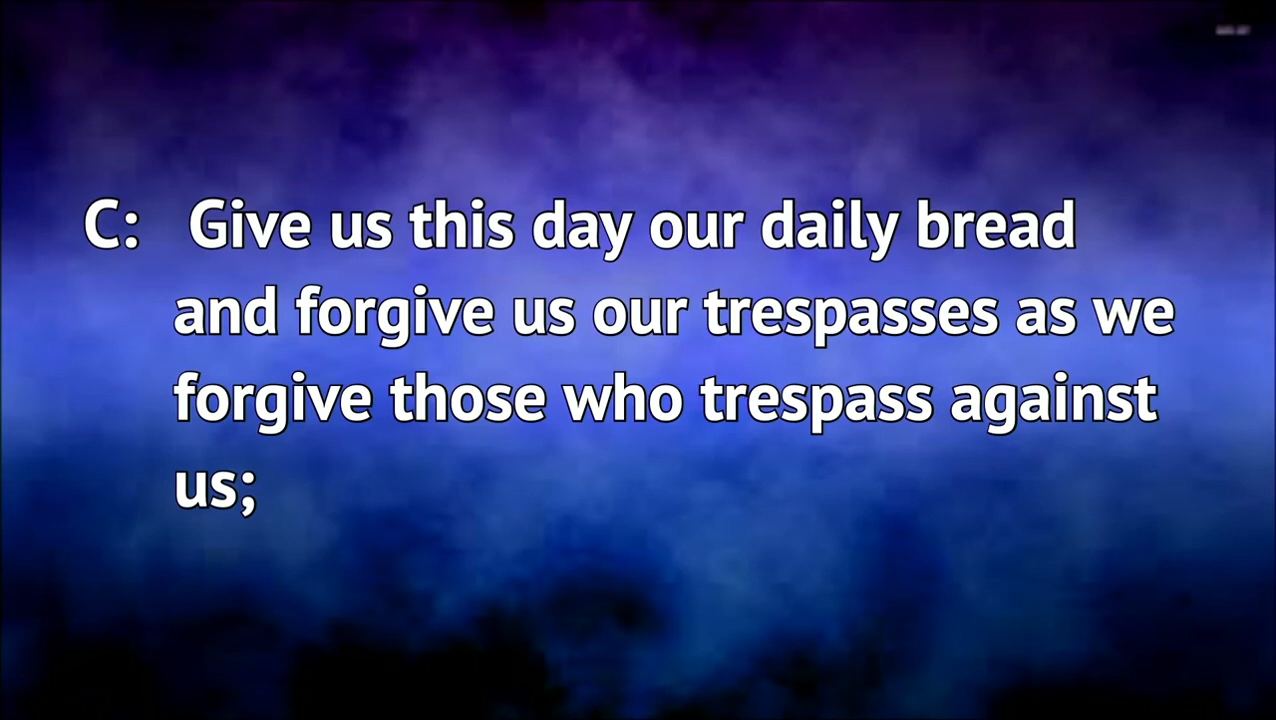 C: Give us this day our daily bread
and forgive us our trespasses as we
forgive those who trespass against
us;